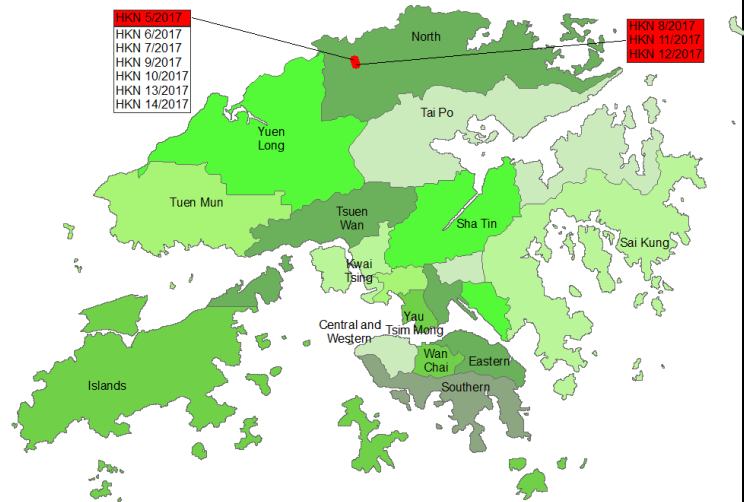 HKN 5/2017
HKN 6/2017
HKN 7/2017
HKN 9/2017
HKN 10/2017
HKN 13/2017
HKN 14/2017
HKN 8/2017
HKN 11/2017
HKN 12/2017
North
Tai Po
Yuen
Long
Tuen Mun
Tsuen
Wan
Sha Tin
Sai Kung
Kwai
Tsing
Yau
Tsim Mong
Central and
Western
Wan
Chai
Eastern
Southern
Islands